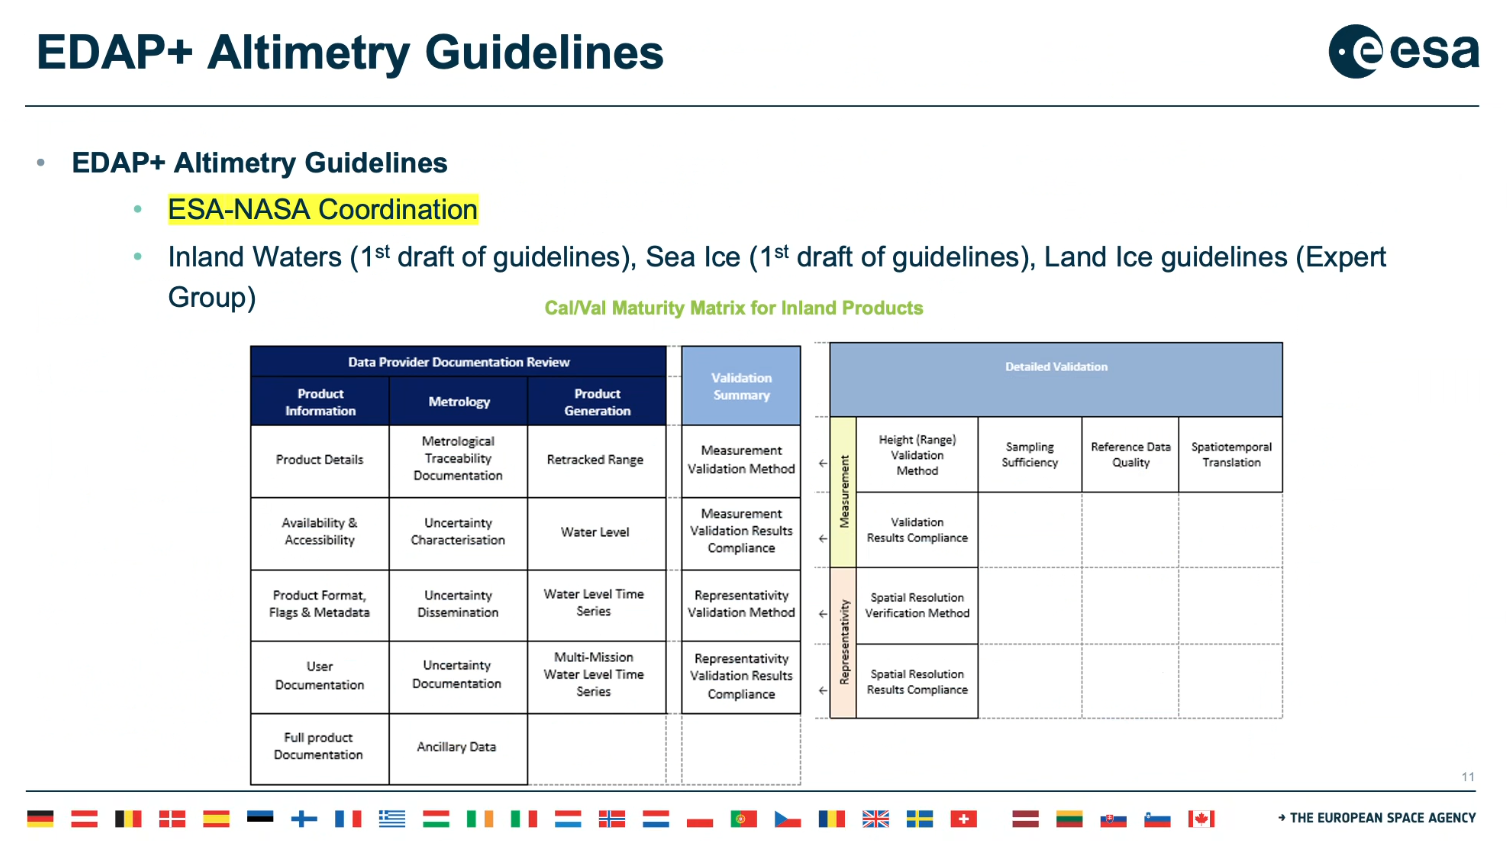 EDAP+ Altimetry Guidelines
esa
• EDAP+ Altimetry Guidelines
• ESA-NASA Coordination
• Inland Waters (1st draft of guidelines), Sea Ice (1st draft of guidelines), Land Ice guidelines (Expert
Group)
Cal/Val Maturity Matrix for Inland Products
Data Provider Documentation Review
Product
Information
Metrology
Product
Generation
Product Details
Metrological
Traceability
Documentation
Retracked Range
Availability &
Accessibility
Uncertainty
Characterisation
Water Level
Product Format,
Flags & Metadata
Uncertainty
Dissemination
Water Level Time
Series
User
Documentation
Uncertainty
Documentation
Multi-Mission
Water Level Time
Series
Full product
Documentation
Ancillary Data
Validation
Summary
Measurement
Validation Method
Measurement
Validation Results
Compliance
Representativity
Validation Method
Representativity
Validation Results
Compliance
Detailed Validation
Measurement
Height (Range)
Validation
Method
Sampling
Sufficiency
Reference Data
Quality
Spatiotemporal
Translation
Validation
Results Compliance
Representativity
Spatial Resolution
Verification Method
Spatial Resolution
Results Compliance
11
→ THE EUROPEAN SPACE AGENCY